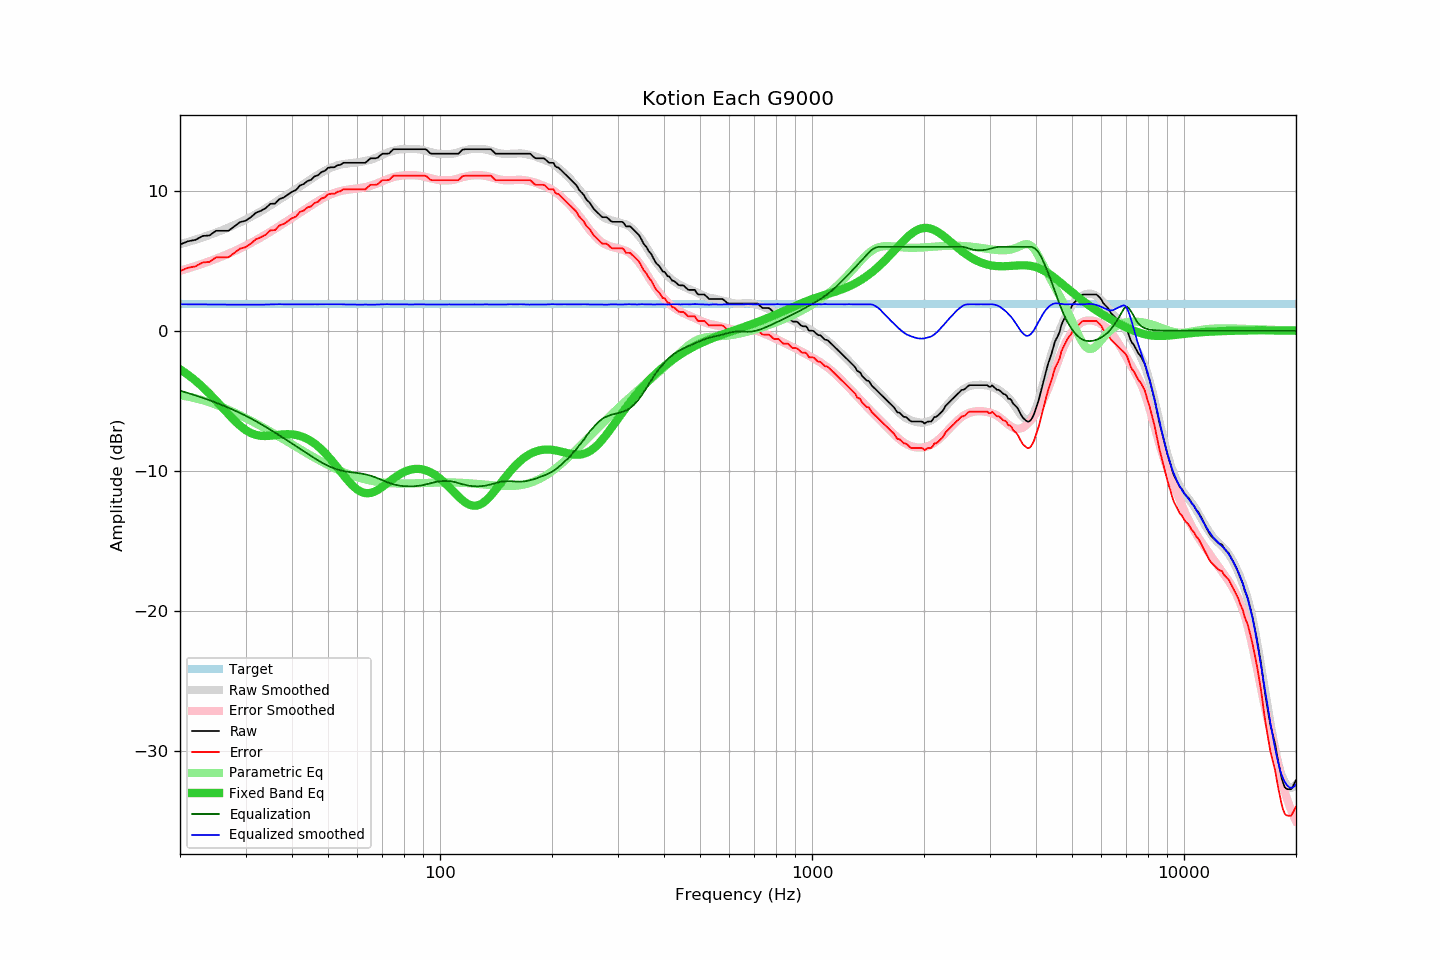 Kotion Each G9000
Amplitude (dBr)
10
0
−10
−20
−30
Target
Raw Smoothed
Error Smoothed
Raw
Error
Parametric Eq
Fixed Band Eq
Equalization
Equalized smoothed
100
1000
10000
Frequency (Hz)